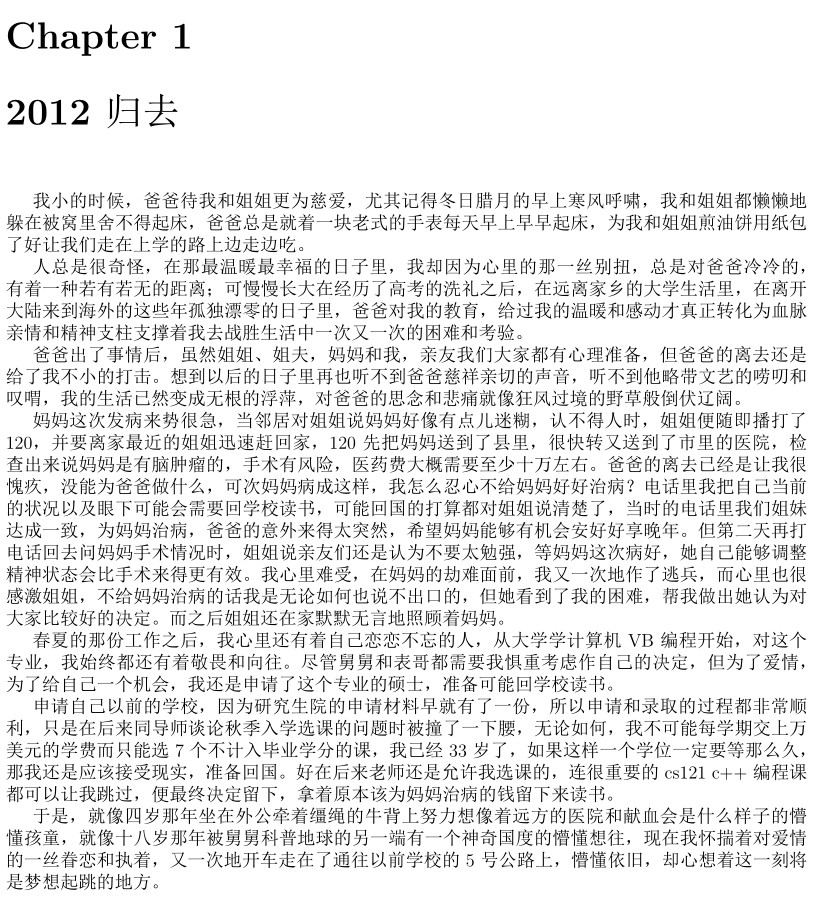 Chapter 1
2012 归去
我小的时候，爸爸待我和姐姐更为慈爱，尤其记得冬日腊月的早上寒风呼啸，我和姐姐都懒懒地
躲在被窝里舍不得起床，爸爸总是就着一块老式的手表每天早上早早起床，为我和姐姐煎油饼用纸包
了好让我们走在上学的路上边走边吃。
人总是很奇怪，在那最温暖最幸福的日子里，我却因为心里的那一丝别扭，总是对爸爸冷冷的，
有着一种若有若无的距离；可慢慢长大在经历了高考的洗礼之后，在远离家乡的大学生活里，在离开
大陆来到海外的这些年孤独漂零的日子里，爸爸对我的教育，给过我的温暖和感动才真正转化为血脉
亲情和精神支柱支撑着我去战胜生活中一次又一次的困难和考验。
爸爸出了事情后，虽然姐姐、姐夫，妈妈和我，亲友我们大家都有心理准备，但爸爸的离去还是
给了我不小的打击。想到以后的日子里再也听不到爸爸慈祥亲切的声音，听不到他略带文艺的唠叨和
叹喟，我的生活已然变成无根的浮萍，对爸爸的思念和悲痛就像狂风过境的野草般倒伏辽阔。
妈妈这次发病来势很急，当邻居对姐姐说妈妈好像有点儿迷糊，认不得人时，姐姐便随即播打了
120，并要离家最近的姐姐迅速赶回家，120 先把妈妈送到了县里，很快转又送到了市里的医院，检
查出来说妈妈是有脑肿瘤的，手术有风险，医药费大概需要至少十万左右。爸爸的离去已经是让我很
愧疚，没能为爸爸做什么，可次妈妈病成这样，我怎么忍心不给妈妈好好治病？电话里我把自己当前
的状况以及眼下可能会需要回学校读书，可能回国的打算都对姐姐说清楚了，当时的电话里我们姐妹
达成一致，为妈妈治病，爸爸的意外来得太突然，希望妈妈能够有机会安好好享晚年。但第二天再打
电话回去问妈妈手术情况时，姐姐说亲友们还是认为不要太勉强，等妈妈这次病好，她自己能够调整
精神状态会比手术来得更有效。我心里难受，在妈妈的劫难面前，我又一次地作了逃兵，而心里也很
感激姐姐，不给妈妈治病的话我是无论如何也说不出口的，但她看到了我的困难，帮我做出她认为对
大家比较好的决定。而之后姐姐还在家默默无言地照顾着妈妈。
春夏的那份工作之后，我心里还有着自己恋恋不忘的人，从大学学计算机 VB 编程开始，对这个
专业，我始终都还有着敬畏和向往。尽管舅舅和表哥都需要我惧重考虑作自己的决定，但为了爱情，
为了给自己一个机会，我还是申请了这个专业的硕士，准备可能回学校读书。
申请自己以前的学校，因为研究生院的申请材料早就有了一份，所以申请和录取的过程都非常顺
利，只是在后来同导师谈论秋季入学选课的问题时被撞了一下腰，无论如何，我不可能每学期交上万
美元的学费而只能选 7 个不计入毕业学分的课，我已经 33 岁了，如果这样一个学位一定要等那么久，
那我还是应该接受现实，准备回国。好在后来老师还是允许我选课的，连很重要的 cs121 c++ 编程课
都可以让我跳过，便最终决定留下，拿着原本该为妈妈治病的钱留下来读书。
于是，就像四岁那年坐在外公牵着缰绳的牛背上努力想像着远方的医院和献血会是什么样子的懵
懂孩童，就像十八岁那年被舅舅科普地球的另一端有一个神奇国度的懵懂想往，现在我怀揣着对爱情
的一丝眷恋和执着，又一次地开车走在了通往以前学校的 5 号公路上，懵懂依旧，却心想着这一刻将
是梦想起跳的地方。